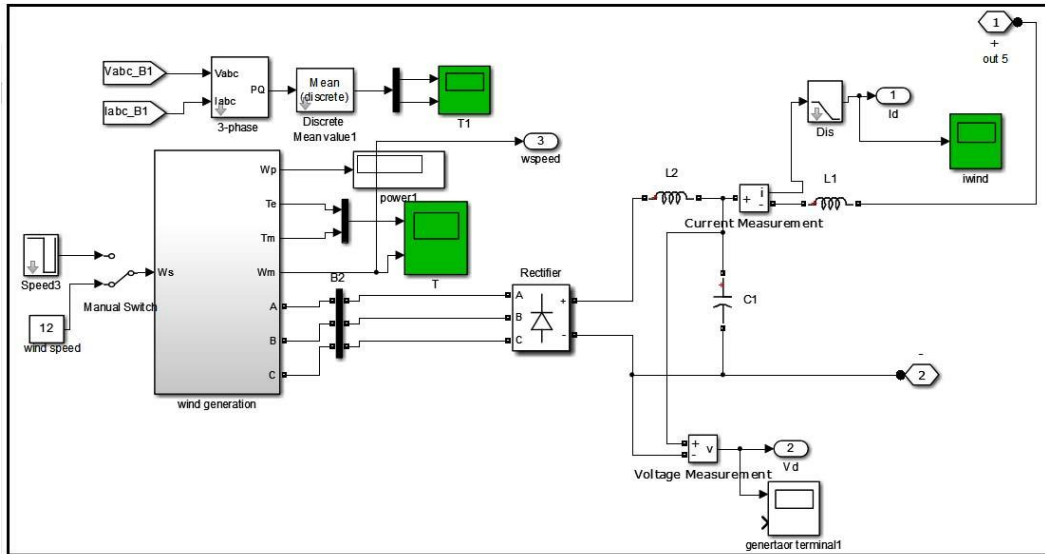 1
+
out 5
Vabc_B1
Iabc_B1
Vabc
Iabc
PQ
3-phase
Mean
(discrete)
Discrete
Mean value1
T1
3
wspeed
Dis
1
Id
iwind
Wp
power1
Te
Tm
Wm
T
L2
+
i
-
L1
Current Measurement
Speed3
Manual Switch
Ws
12
wind speed
A
B
C
wind generation
B2
Rectifier
A
B
C
+
-
C1
-
2
+
-
v
Voltage Measurement
2
Vd
genertaor terminal1